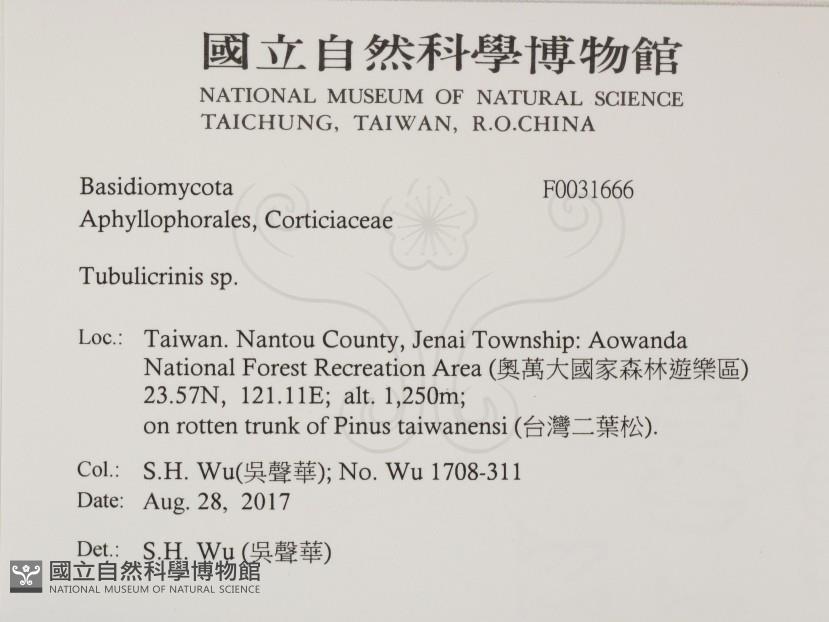 國立自然科學博物館
NATIONAL MUSEUM OF NATURAL SCIENCE
TAICHUNG, TAIWAN, R.O.CHINA
Basidiomycota F0031666
Aphyllophorales, Corticiaceae
Tubulicrinis sp.
Loc.: Taiwan. Nantou County, Jenai Township: Aowanda
National Forest Recreation Area (奧萬大國家森林遊樂區)
23.57N, 121.11E; alt. 1,250m;
on rotten trunk of Pinus taiwanensi (台灣二葉松).
Col.: S.H. Wu(吳聲華); No. Wu 1708-311
Date: Aug. 28, 2017
Det.: S.H. Wu (吳聲華)
國立自然科學博物館
NATIONAL MUSEUM OF NATURAL SCIENCE